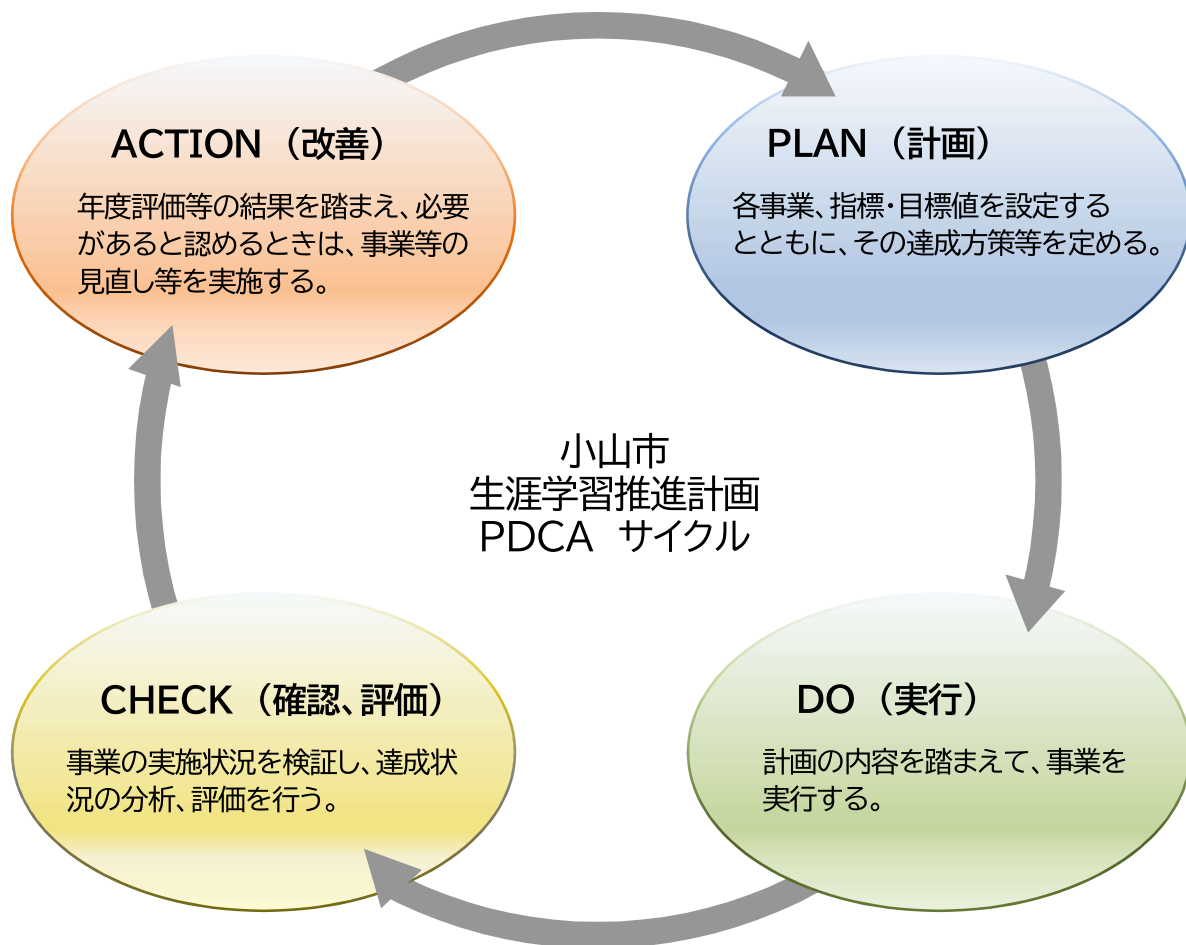 ACTION（改善）
年度評価等の結果を踏まえ、必要
があると認めるときは、事業等の
見直し等を実施する。
PLAN（計画）
各事業、指標・目標値を設定する
とともに、その達成方策等を定める。
小山市
生涯学習推進計画
PDCA　サイクル
CHECK（確認、評価）
事業の実施状況を検証し、達成状
況の分析、評価を行う。
DO（実行）
計画の内容を踏まえて、事業を
実行する。